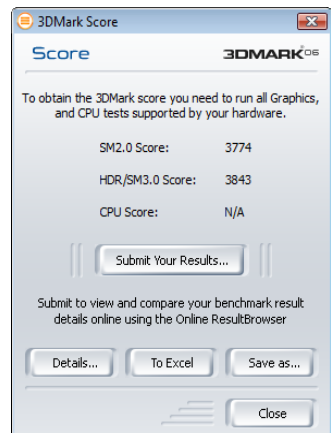 3DMark Score
Score 3DMARK®06
To obtain the 3DMark score you need to run all Graphics,
and CPU tests supported by your hardware.
SM2.0 Score: 3774
HDR/SM3.0 Score: 3843
CPU Score: N/A
Submit Your Results...
Submit to view and compare your benchmark result
details online using the Online ResultBrowser
Details... To Excel Save as...
Close